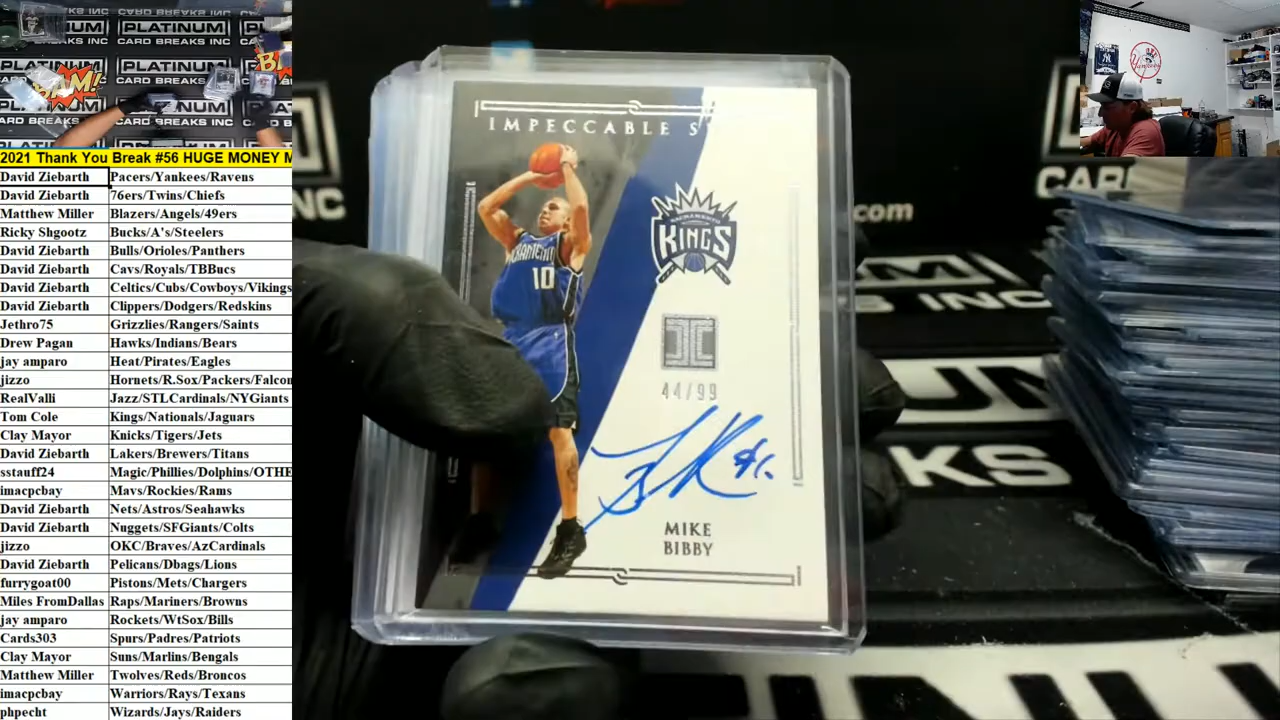 PLATINUM
CARD BREAKS INC
BAM!
2021 Thank You Break #56 HUGE MONEY M
David Ziebarth Pacers/Yankees/Ravens
David Ziebarth 76ers/Twins/Chiefs
Matthew Miller Blazers/Angels/49ers
Ricky Shgootz Bucks/A's/Steelers
David Ziebarth Bulls/Orioles/Panthers
David Ziebarth Cavs/Royals/TBBucs
David Ziebarth Celtics/Cubs/Cowboys/Vikings
David Ziebarth Clippers/Dodgers/Redskins
Jethro75 Grizzlies/Rangers/Saints
Drew Pagan Hawks/Indians/Bears
jay amparo Heat/Pirates/Eagles
jizzo Hornets/R.Sox/Packers/Falcon
RealValli Jazz/STLCardinals/NYGiants
Tom Cole Kings/Nationals/Jaguars
Clay Mayor Knicks/Tigers/Jets
David Ziebarth Lakers/Brewers/Titans
sstauff24 Magic/Phillies/Dolphins/OTHE
imacpcbay Mavs/Rockies/Rams
David Ziebarth Nets/Astros/Seahawks
David Ziebarth Nuggets/SFGiants/Colts
jizzo OKC/Braves/AzCardinals
David Ziebarth Pelicans/Dbags/Lions
furrygoat00 Pistons/Mets/Chargers
Miles FromDallas Raps/Mariners/Browns
jay amparo Rockets/WtSox/Bills
Cards303 Spurs/Padres/Patriots
Clay Mayor Suns/Marlins/Bengals
Matthew Miller Twolves/Reds/Broncos
imacpcbay Warriors/Rays/Texans
phpecht Wizards/Jays/Raiders
IMPECCABLE S
SACRAMENTO
KINGS
10
44/99
MIKE
BIBBY
.com